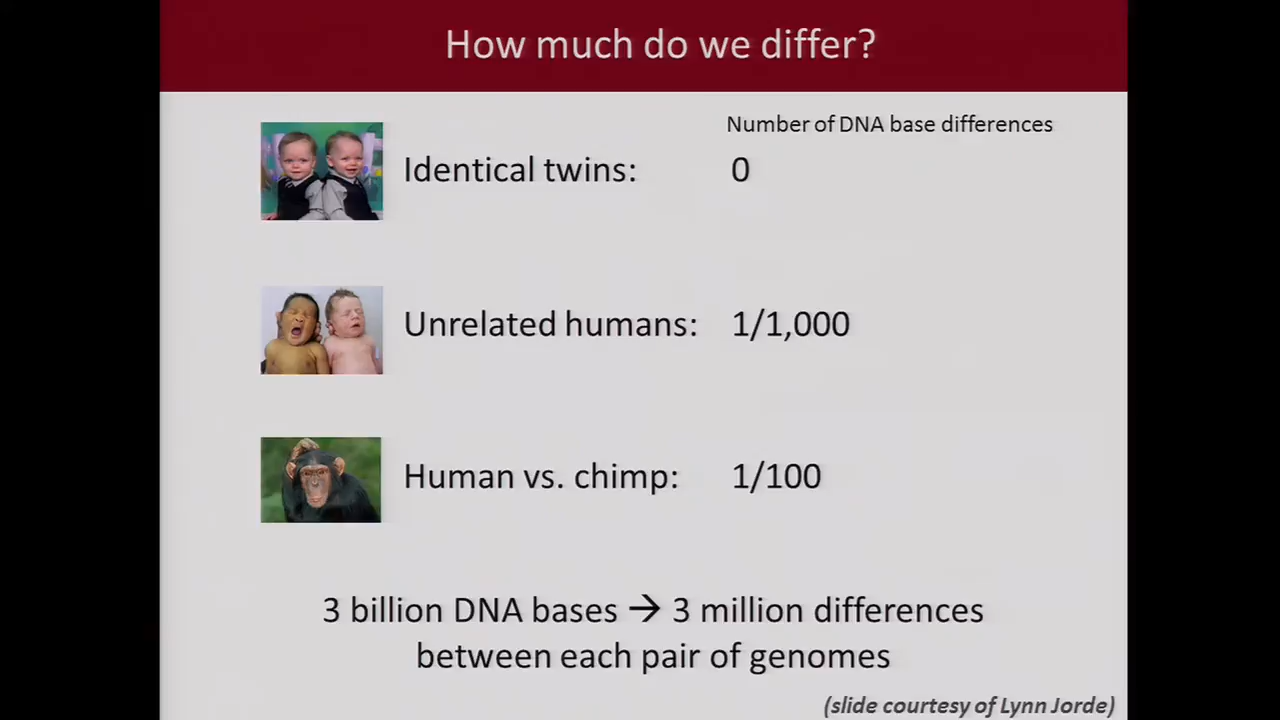 How much do we differ?
Number of DNA base differences
Identical twins: 0
Unrelated humans: 1/1,000
Human vs. chimp: 1/100
3 billion DNA bases → 3 million differences
between each pair of genomes
(slide courtesy of Lynn Jorde)